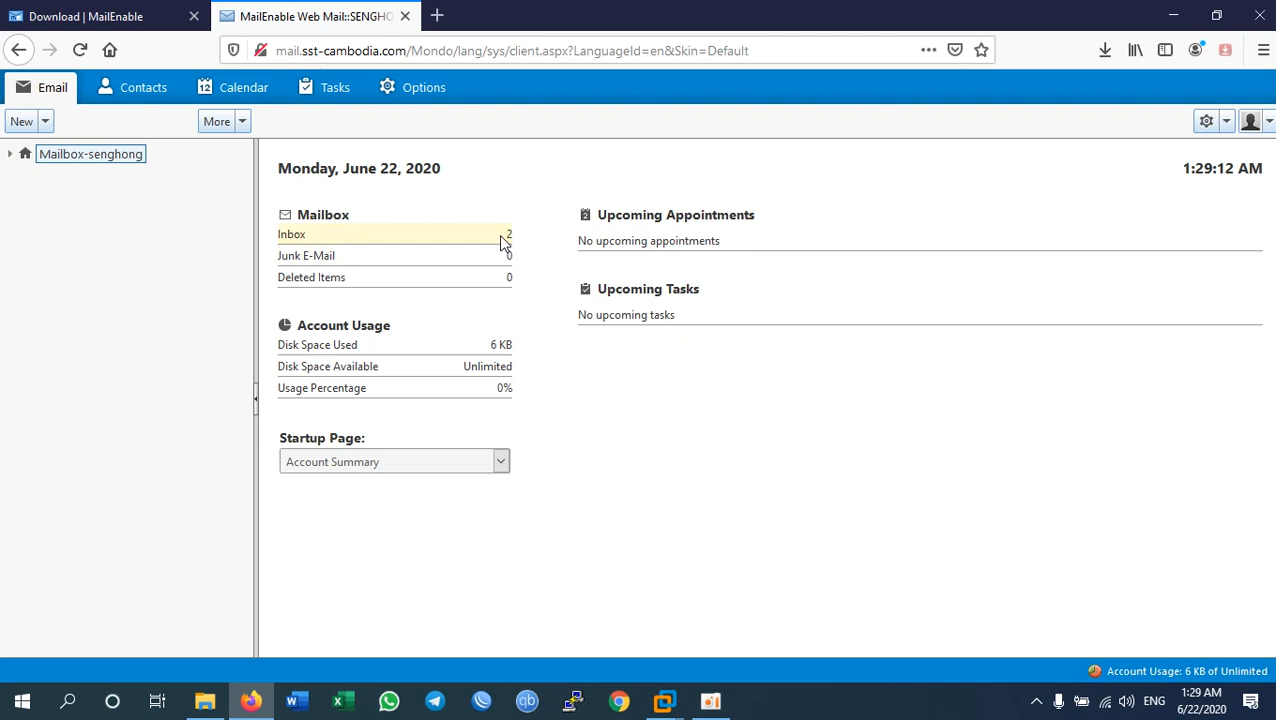 Download | MailEnable
MailEnable Web Mail::SENGHO
mail.sst-cambodia.com/Mondo/lang/sys/client.aspx?LanguageId=en&Skin=Default
Email
Contacts
12
Calendar
Tasks
Options
New
More
Mailbox-senghong
Monday, June 22, 2020
1:29:12 AM
Mailbox
Inbox 2
Junk E-Mail 0
Deleted Items 0
Account Usage
Disk Space Used 6 KB
Disk Space Available Unlimited
Usage Percentage 0%
Startup Page:
Account Summary
2 Upcoming Appointments
No upcoming appointments
Upcoming Tasks
No upcoming tasks
Account Usage: 6 KB of Unlimited
W
X
qb
ENG
1:29 AM
6/22/2020